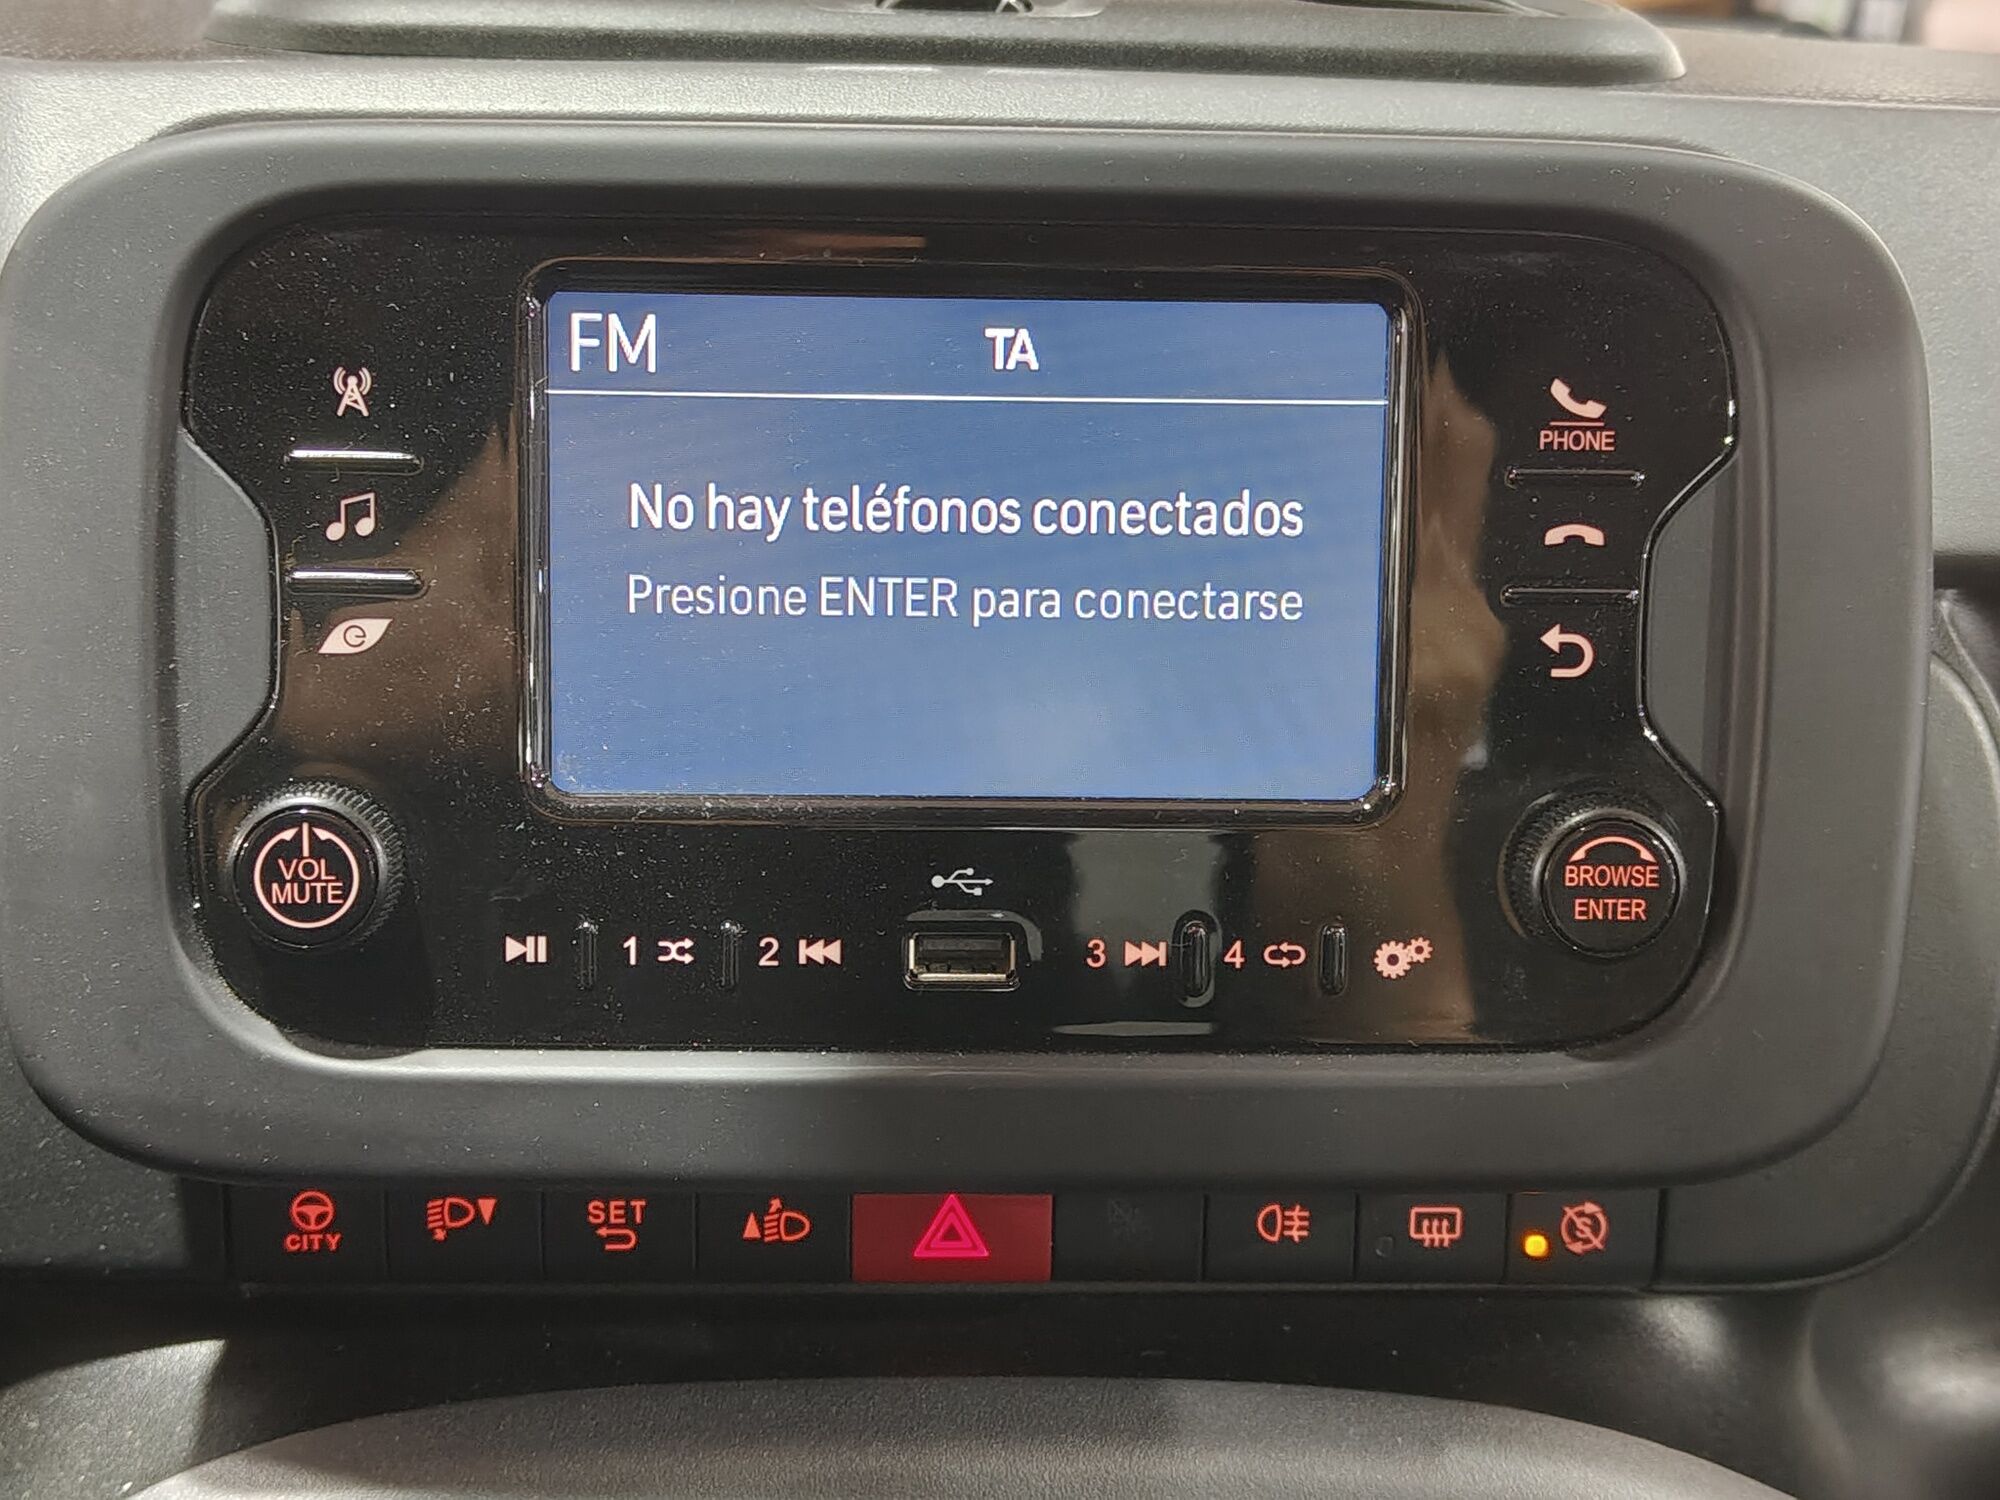 FM TA
No hay teléfonos conectados
Presione ENTER para conectarse
PHONE
VOL
MUTE
BROWSE
ENTER
1 2 3 4
CITY
SET